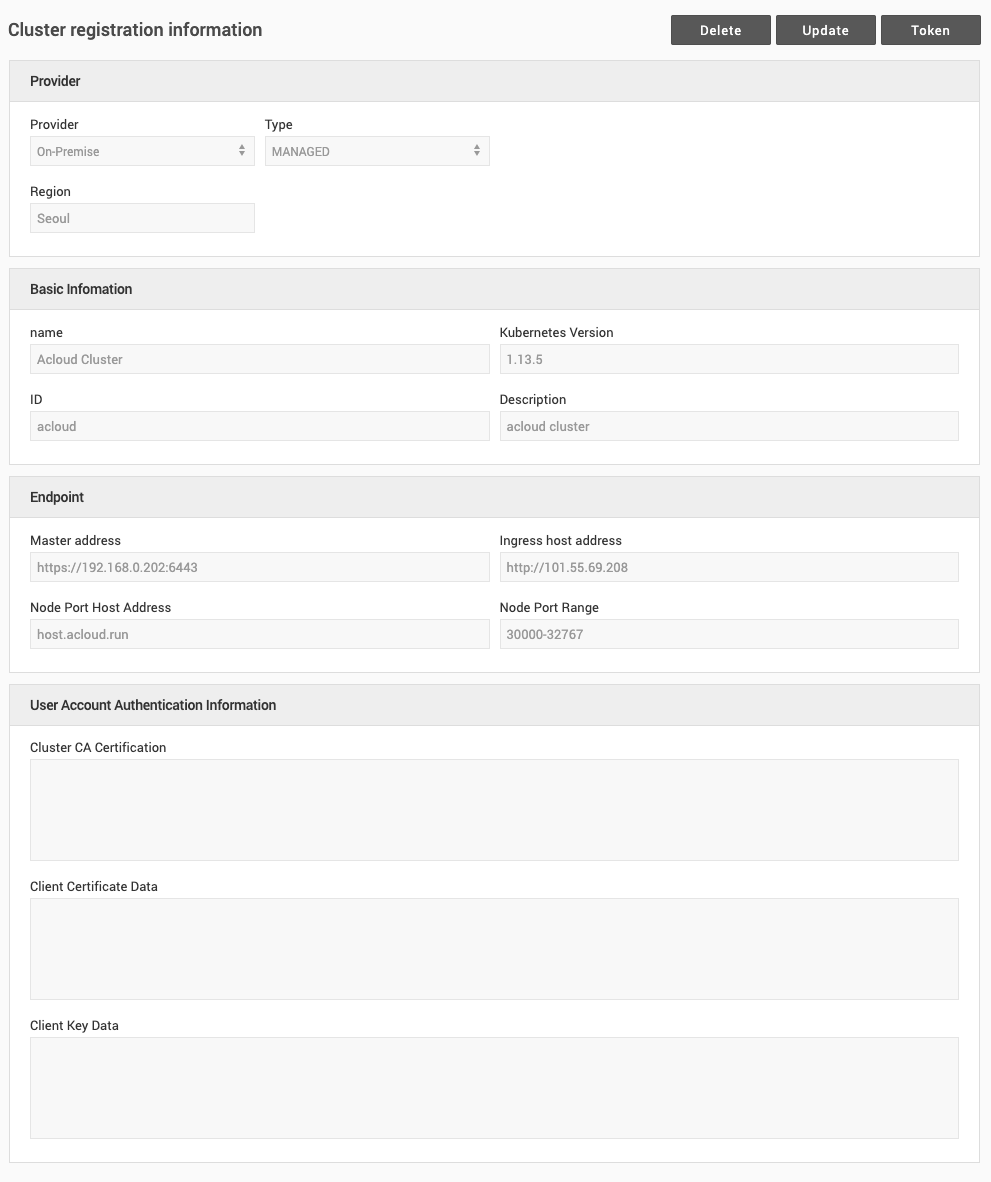 Cluster registration information
Delete Update Token
Provider
Provider Type
On-Premise MANAGED
Region
Seoul
Basic Infomation
name Kubernetes Version
Acloud Cluster 1.13.5
ID Description
acloud acloud cluster
Endpoint
Master address Ingress host address
https://192.168.0.202:6443 http://101.55.69.208
Node Port Host Address Node Port Range
host.acloud.run 30000-32767
User Account Authentication Information
Cluster CA Certification
Client Certificate Data
Client Key Data